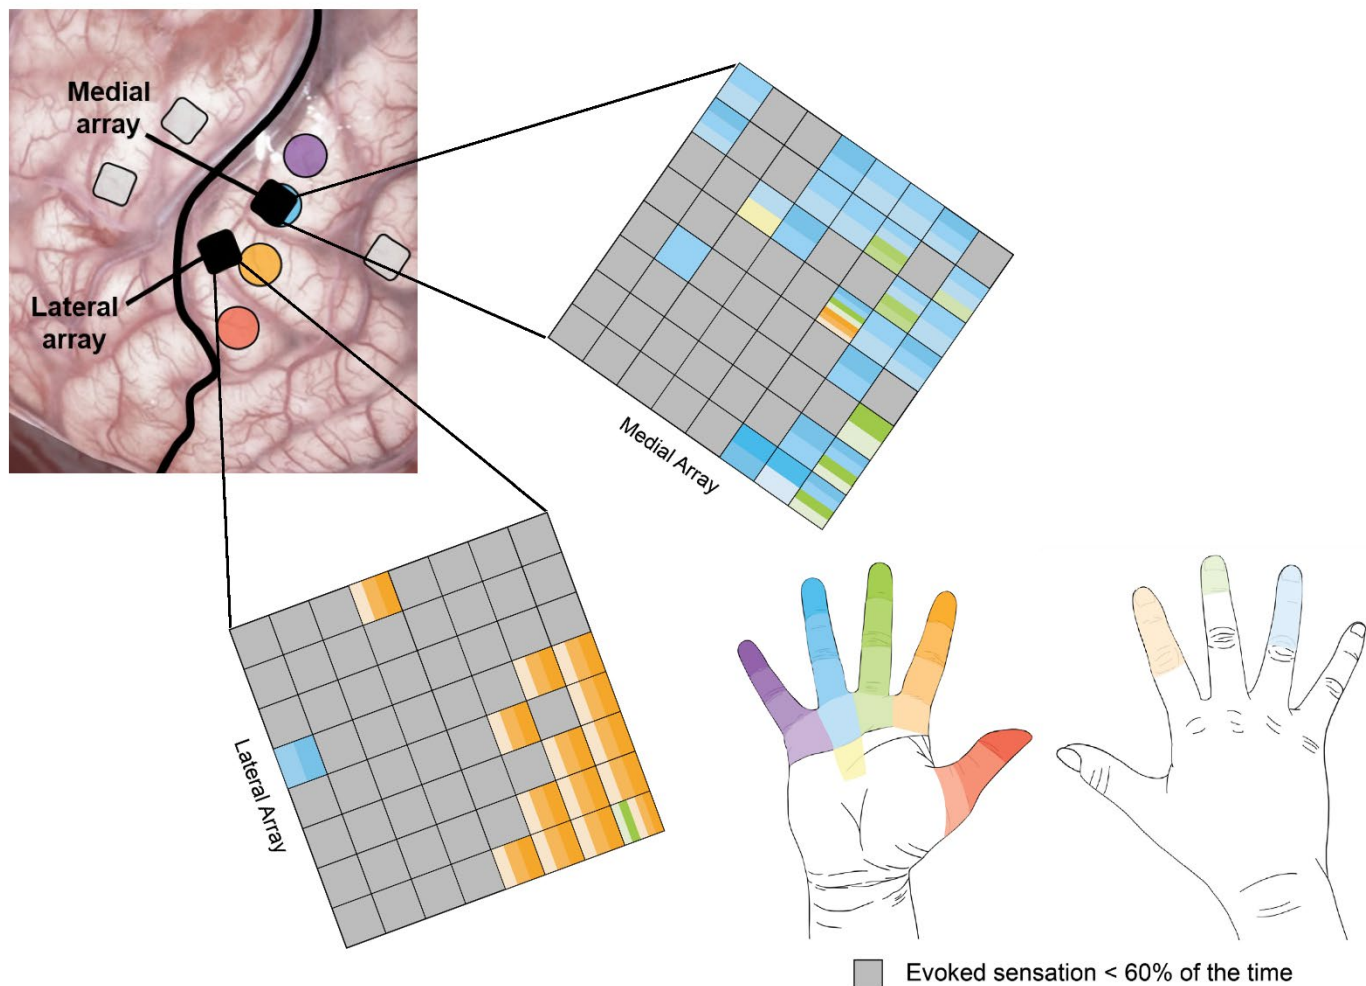 Medial
array
Lateral
array
Medial Array
Lateral Array
Evoked sensation < 60% of the time